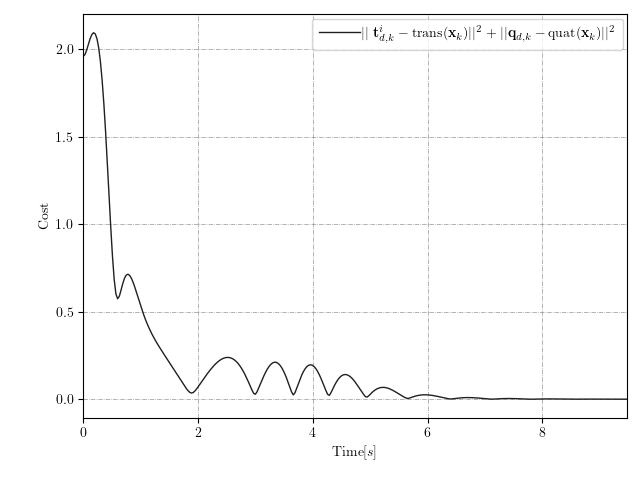 || t^i_{d,k} − trans(x_k)||^2 + ||q_{d,k} − quat(x_k)||^2
2.0
1.5
1.0
0.5
0.0
Cost
0 2 4 6 8
Time[s]